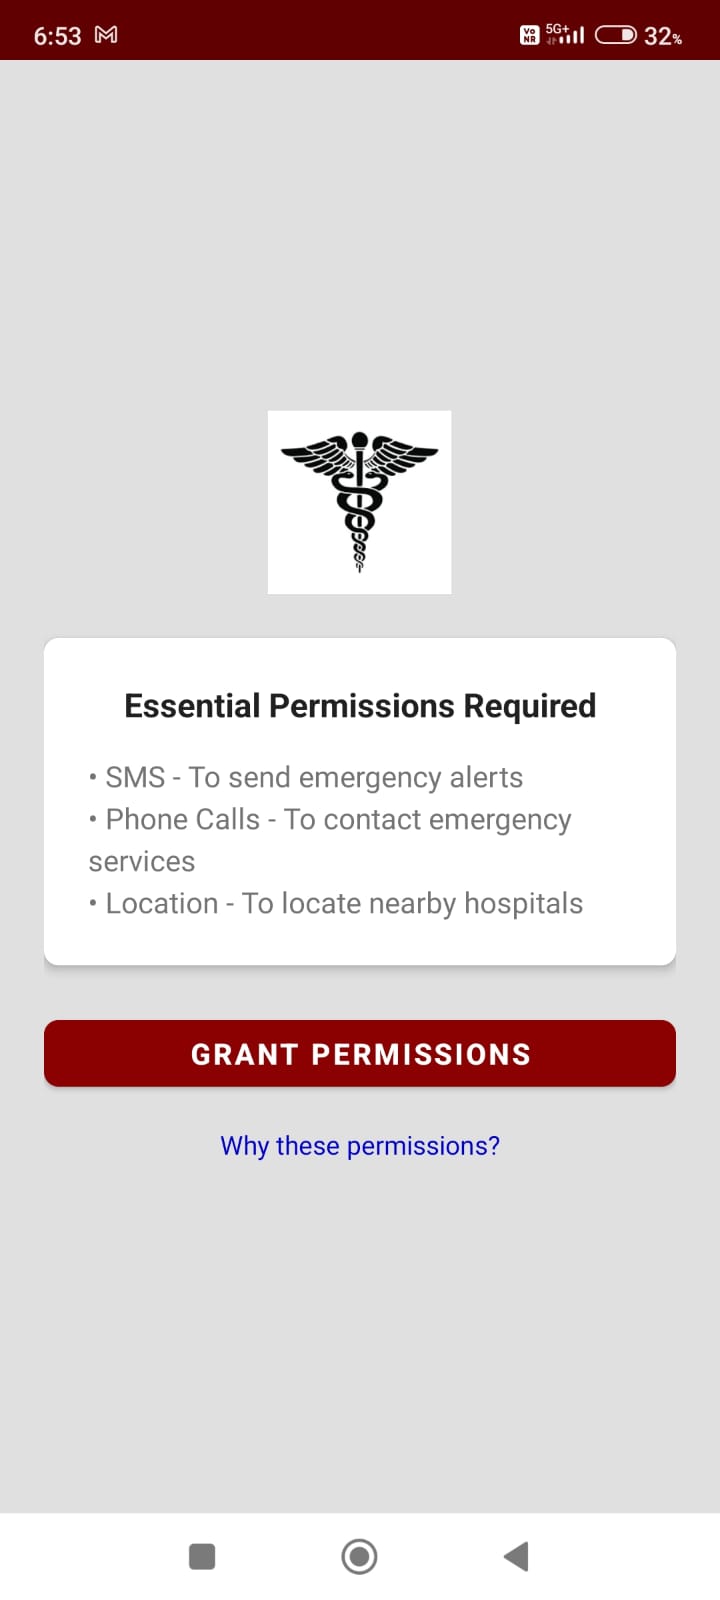 6:53
Vo NR 5G+ 32%
Essential Permissions Required
• SMS - To send emergency alerts
• Phone Calls - To contact emergency
services
• Location - To locate nearby hospitals
GRANT PERMISSIONS
Why these permissions?